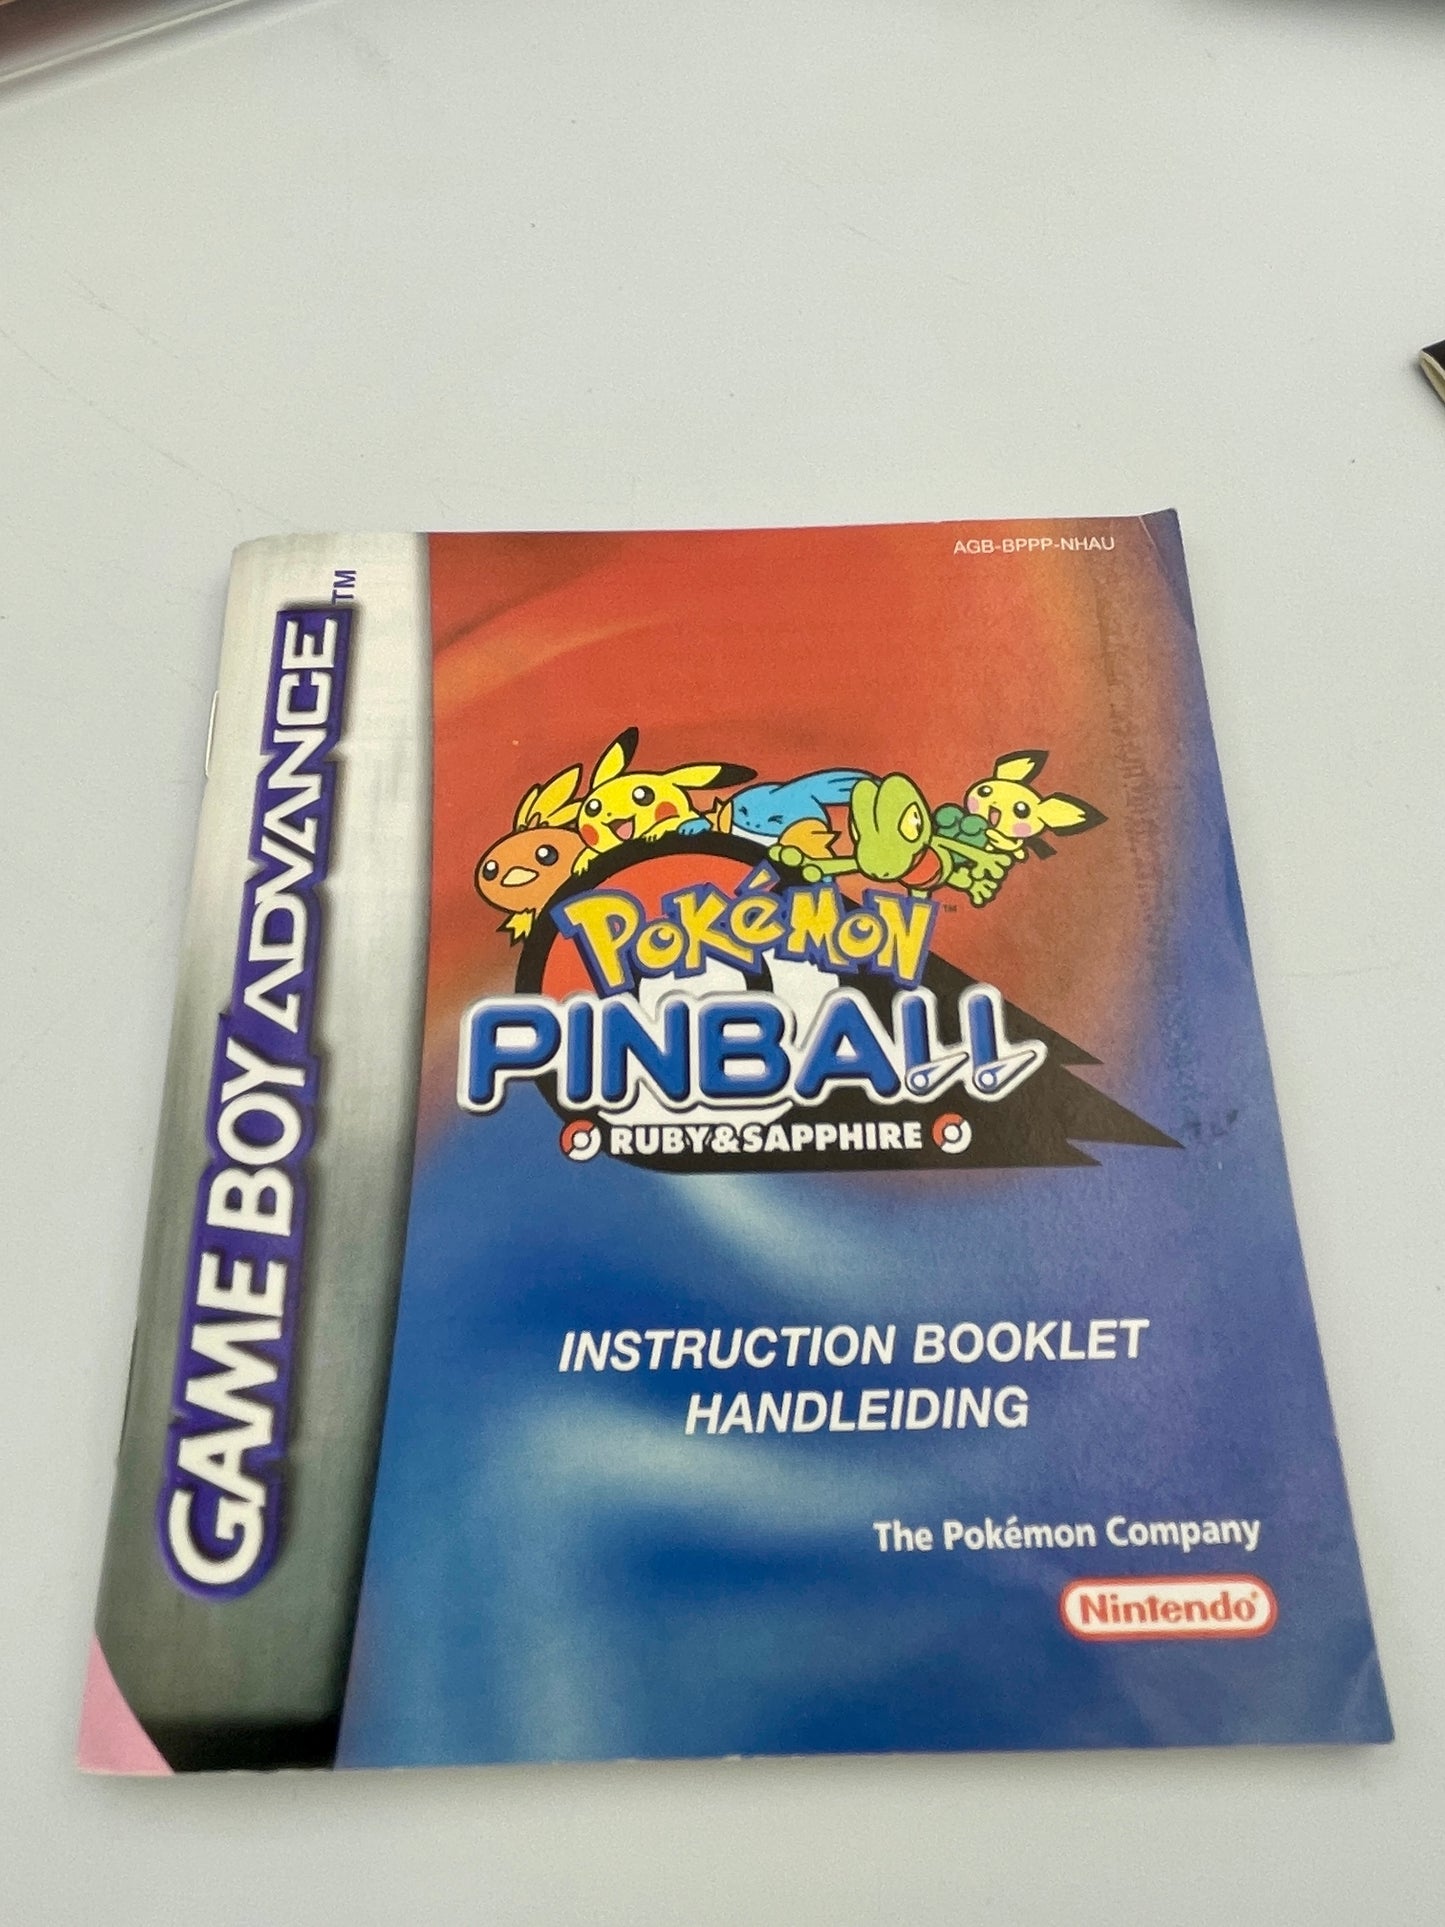 AGB-BPPP-NHAU
GAME BOY ADVANCE™
POKéMON™
PINBALL
RUBY&SAPPHIRE
INSTRUCTION BOOKLET
HANDLEIDING
The Pokémon Company
Nintendo®